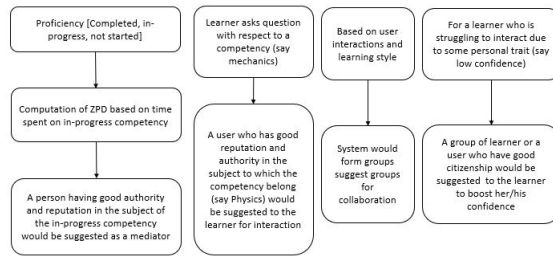 Proficiency [Completed, in-
progress, not started]
Computation of ZPD based on time
spent on in-progress competency
A person having good authority
and reputation in the subject of
the in-progress competency
would be suggested as a mediator
Learner asks question
with respect to a
competency (say
mechanics)
A user who has good
reputation and
authority in the
subject to which the
competency belong
(say Physics) would
be suggested to the
learner for interaction
Based on user
interactions and
learning style
System would
form groups
suggest groups
for
collaboration
For a learner who is
struggling to interact due
to some personal trait (say
low confidence)
A group of learner or a
user who have good
citizenship would be
suggested to the learner
to boost her/his
confidence